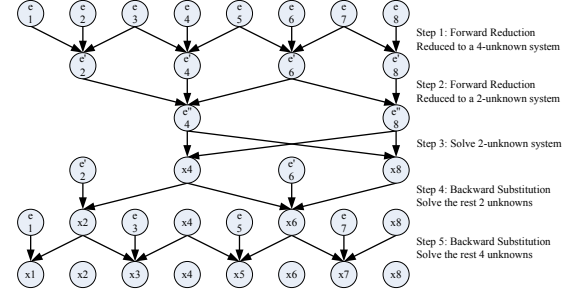 e e e e e e e e
1 2 3 4 5 6 7 8
Step 1: Forward Reduction
Reduced to a 4-unknown system
e' e' e' e'
2 4 6 8
Step 2: Forward Reduction
Reduced to a 2-unknown system
e'' e''
4 8
Step 3: Solve 2-unknown system
e' x4 e' x8
2 6
Step 4: Backward Substitution
Solve the rest 2 unknowns
e x2 e x4 e x6 e x8
1 3 5 7
Step 5: Backward Substitution
Solve the rest 4 unknowns
x1 x2 x3 x4 x5 x6 x7 x8